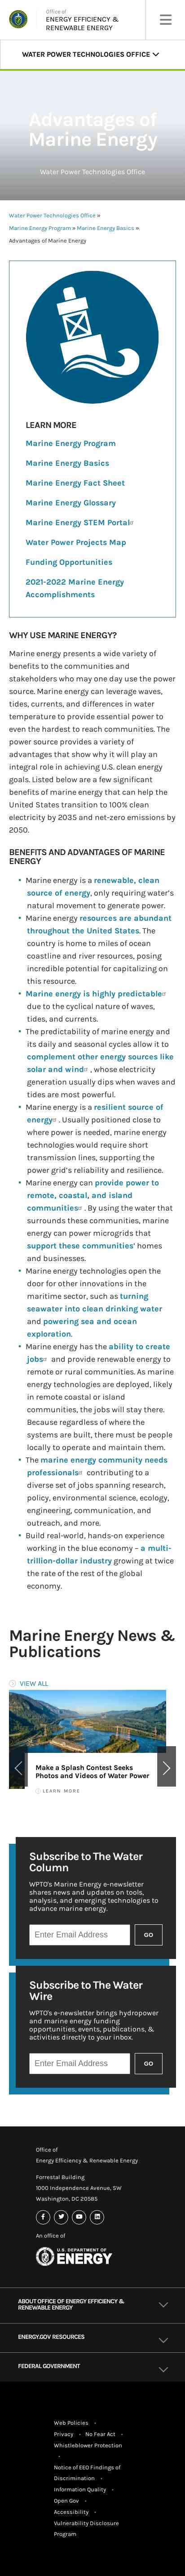 Office of
ENERGY EFFICIENCY &
RENEWABLE ENERGY
WATER POWER TECHNOLOGIES OFFICE
Advantages of
Marine Energy
Water Power Technologies Office
Water Power Technologies Office »
Marine Energy Program » Marine Energy Basics »
Advantages of Marine Energy
LEARN MORE
Marine Energy Program
Marine Energy Basics
Marine Energy Fact Sheet
Marine Energy Glossary
Marine Energy STEM Portal
Water Power Projects Map
Funding Opportunities
2021-2022 Marine Energy
Accomplishments
WHY USE MARINE ENERGY?
Marine energy presents a wide variety of
benefits to the communities and
stakeholders who may deploy and use the
power source. Marine energy leverage waves,
tides, currents, and differences in water
temperature to provide potential power even
in the hardest to reach communities. The
power source provides a variety of
advantages that show why it will play an
integral role in achieving U.S. clean energy
goals. Listed below are a few significant
advantages of this energy that can help the
United States transition to 100% clean
electricity by 2035 and net-zero emissions by
2050.
BENEFITS AND ADVANTAGES OF MARINE
ENERGY
• Marine energy is a renewable, clean
source of energy, only requiring water's
natural movement to generate power.
• Marine energy resources are abundant
throughout the United States. The
country is home to miles of ocean
coastline and river resources, posing
exceptional potential for capitalizing
on this resource.
• Marine energy is highly predictable
due to the cyclical nature of waves,
tides, and currents.
• The predictability of marine energy and
its daily and seasonal cycles allow it to
complement other energy sources like
solar and wind , whose electricity
generation may vary during days when wind
and tides are most powerful.
• Marine energy is a resilient source of
energy . Usually positioned close to
where power is needed, marine energy
technologies would require short
transmission cables, improving the
power grid's reliability and resilience.
• Marine energy can provide power to
remote, coastal, and island
communities . By using the water that
surrounds these communities, marine
energy can power microgrids that
support these communities' homes
and businesses.
• Marine energy technologies open the
door for other innovations in the
maritime economy, such as turning
seawater into clean drinking water
and powering sea and ocean
exploration.
• Marine energy has the ability to create
jobs and provide renewable energy to
remote or rural communities. As marine
energy technologies are deployed, likely
in remote coastal or island
communities, the jobs will stay there.
Because regardless of where the
systems are built, there must be people
locally to operate and maintain them.
• The marine energy community needs
professionals contributing to a
diverse set of jobs spanning research,
policy, environmental science, ecology,
engineering, communication, and
outreach, and more.
• Build real-world, hands-on experience
working in the blue economy – a multi-
trillion-dollar industry growing at twice
the rate of the rest of the global
economy.
Marine Energy News &
Publications
VIEW ALL
Make a Splash Contest Seeks
Photos and Videos of Water Power
LEARN MORE
Subscribe to The Water
Column
WPTO's Marine Energy e-newsletter
shares news and updates on tools,
analysis, and emerging technologies to
advance marine energy.
Enter Email Address
GO
Subscribe to The Water
Wire
WPTO's e-newsletter brings hydropower
and marine energy funding
opportunities, events, publications, &
activities directly to your inbox.
Enter Email Address
GO
Office of
Energy Efficiency & Renewable Energy
Forrestal Building
1000 Independence Avenue, SW
Washington, DC 20585
An office of
U.S. DEPARTMENT OF
ENERGY
ABOUT OFFICE OF ENERGY EFFICIENCY &
RENEWABLE ENERGY
ENERGY.GOV RESOURCES
FEDERAL GOVERNMENT
Web Policies •
Privacy • No Fear Act •
Whistleblower Protection
•
Notice of EEO Findings of
Discrimination •
Information Quality •
Open Gov •
Accessibility •
Vulnerability Disclosure
Program